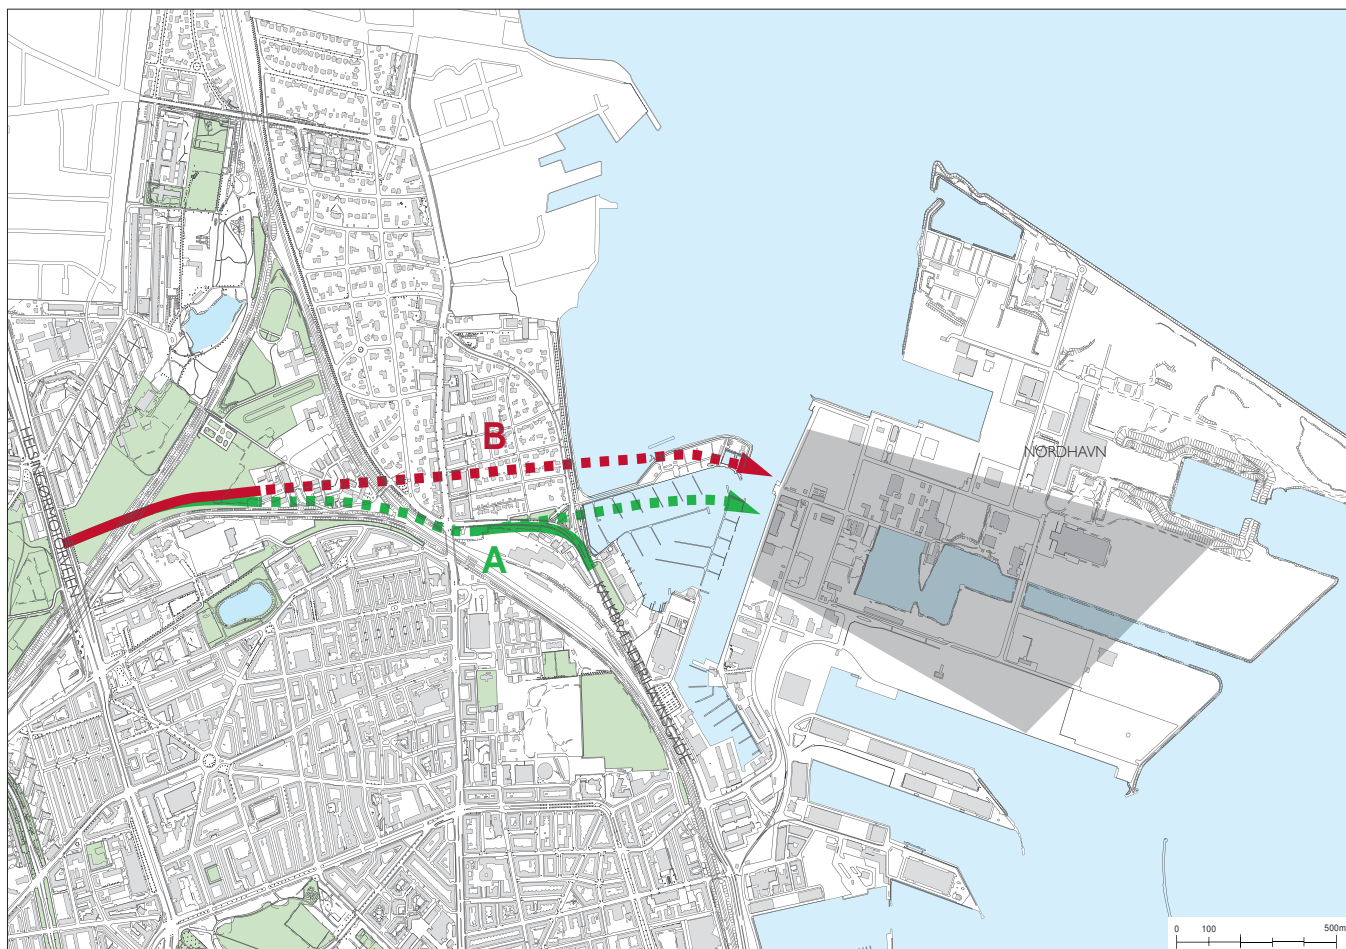 B
NORDHAVN
HELSINGØRMOTORVEJEN
A
KALKBRÆNDERIHAVNSGADE
0 100 500m